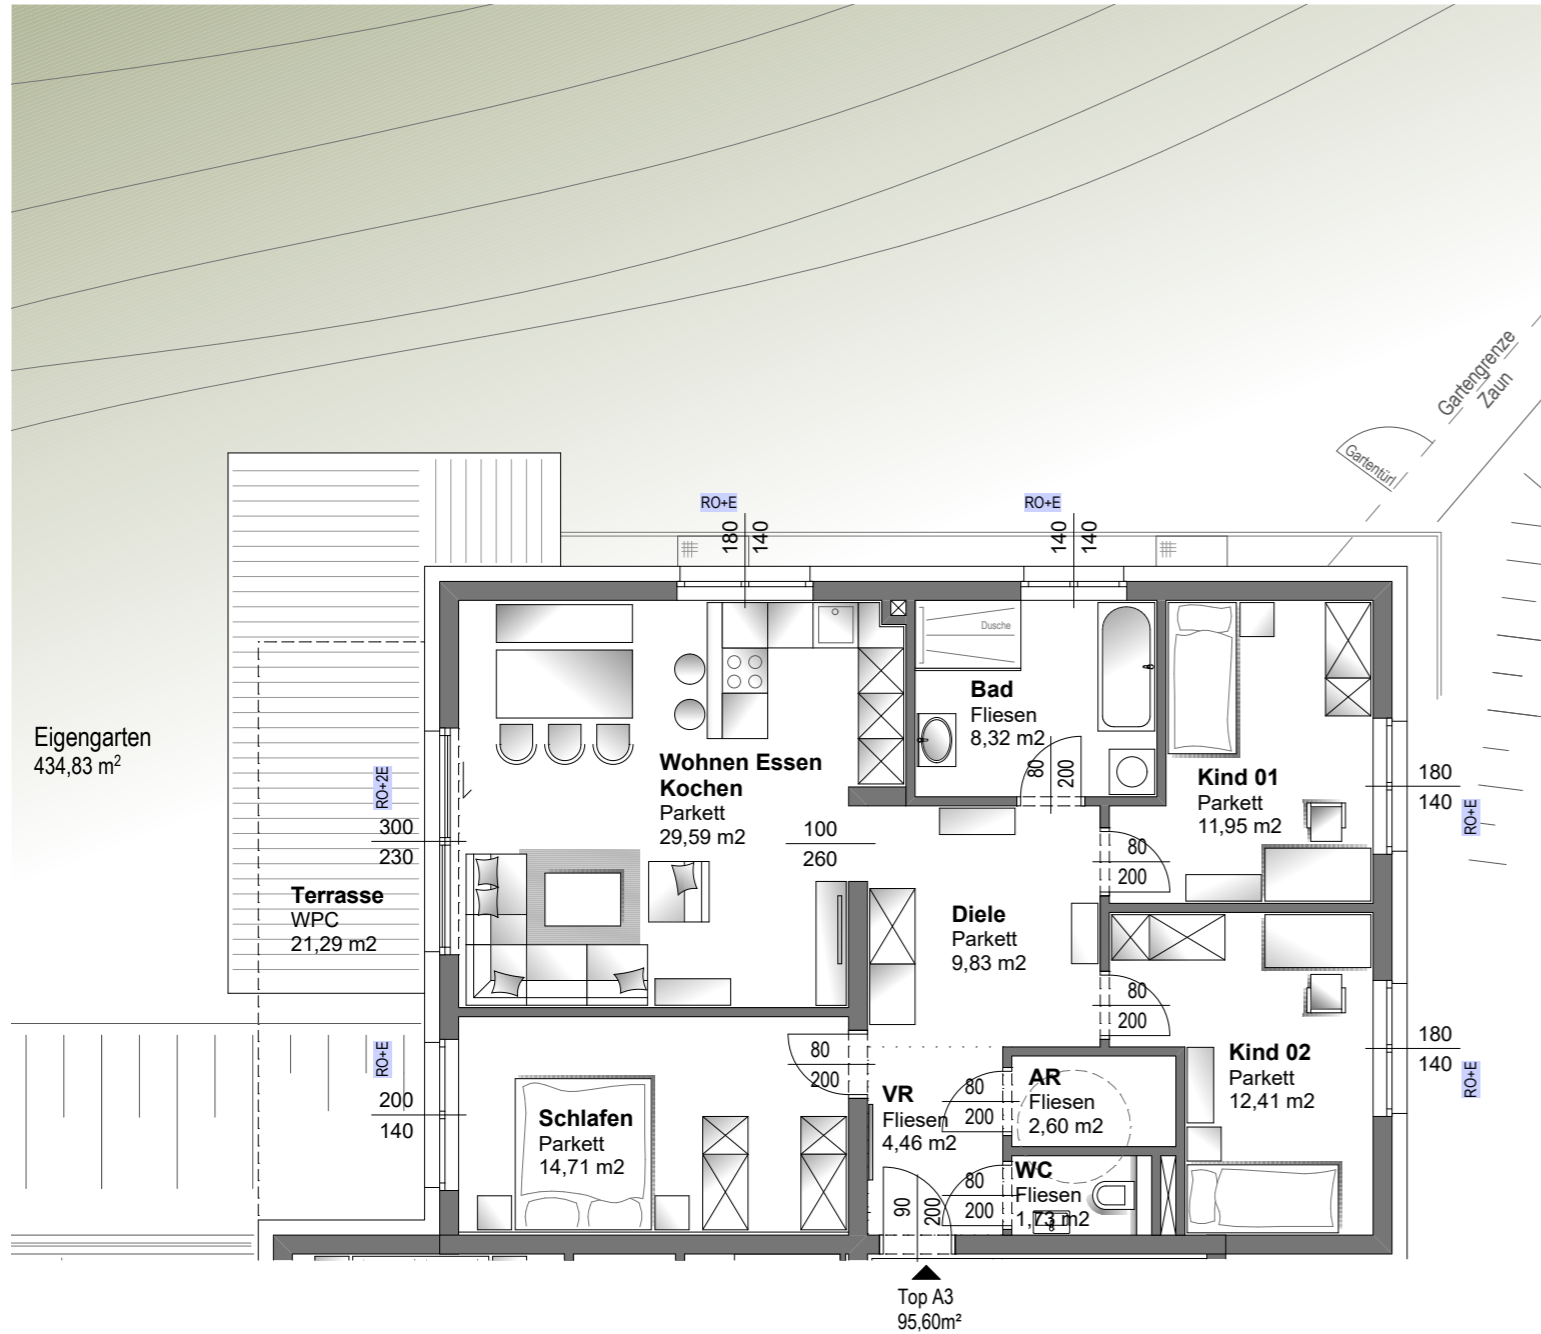 Gartengrenze
Zaun
Gartentürl
RO+E
180
140
RO+E
140
140
Dusche
Bad
Fliesen
8,32 m2
80
200
Wohnen Essen
Kochen
Parkett
29,59 m2
Kind 01
Parkett
11,95 m2
180
140
RO+E
Eigengarten
434,83 m²
RO+2E
300
230
100
260
80
200
Terrasse
WPC
21,29 m2
Diele
Parkett
9,83 m2
80
200
180
140
RO+E
Kind 02
Parkett
12,41 m2
RO+E
200
140
80
200
Schlafen
Parkett
14,71 m2
VR
Fliesen
4,46 m2
80
200
AR
Fliesen
2,60 m2
WC
Fliesen
1,73 m2
80
200
90
200
Top A3
95,60m²